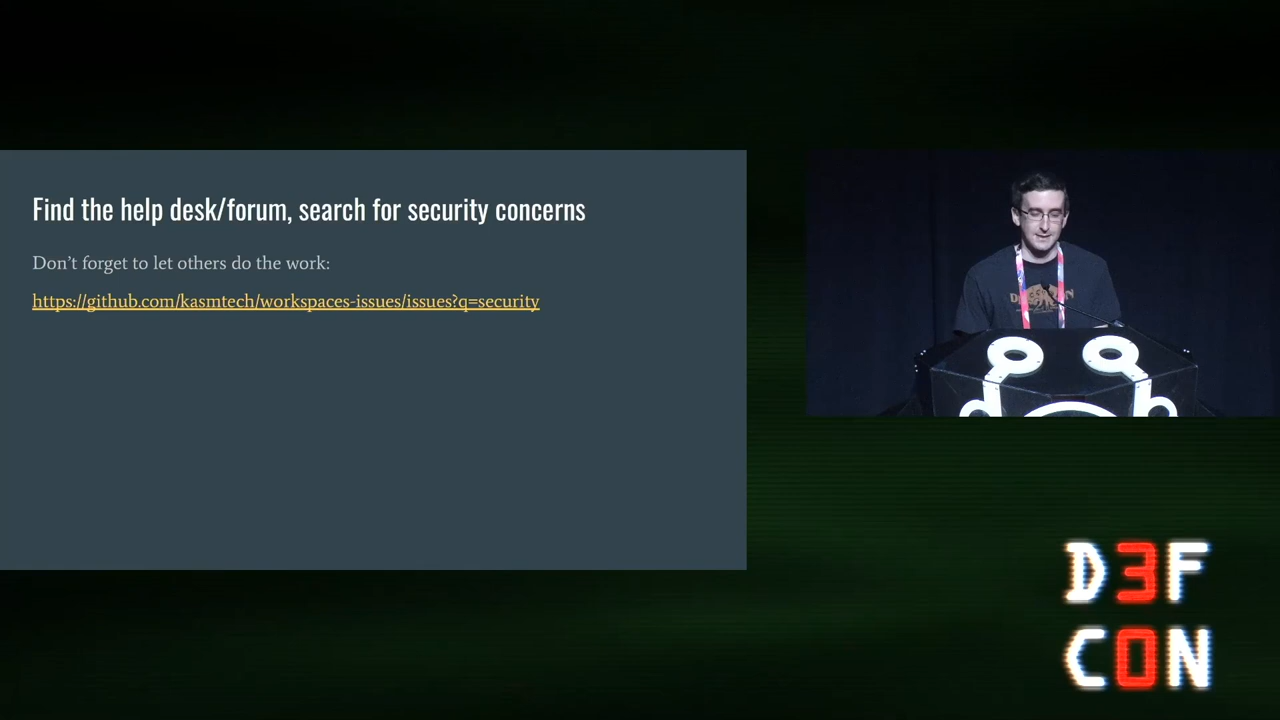 Find the help desk/forum, search for security concerns
Don’t forget to let others do the work:
https://github.com/kasmtech/workspaces-issues/issues?q=security
D3F
C0N